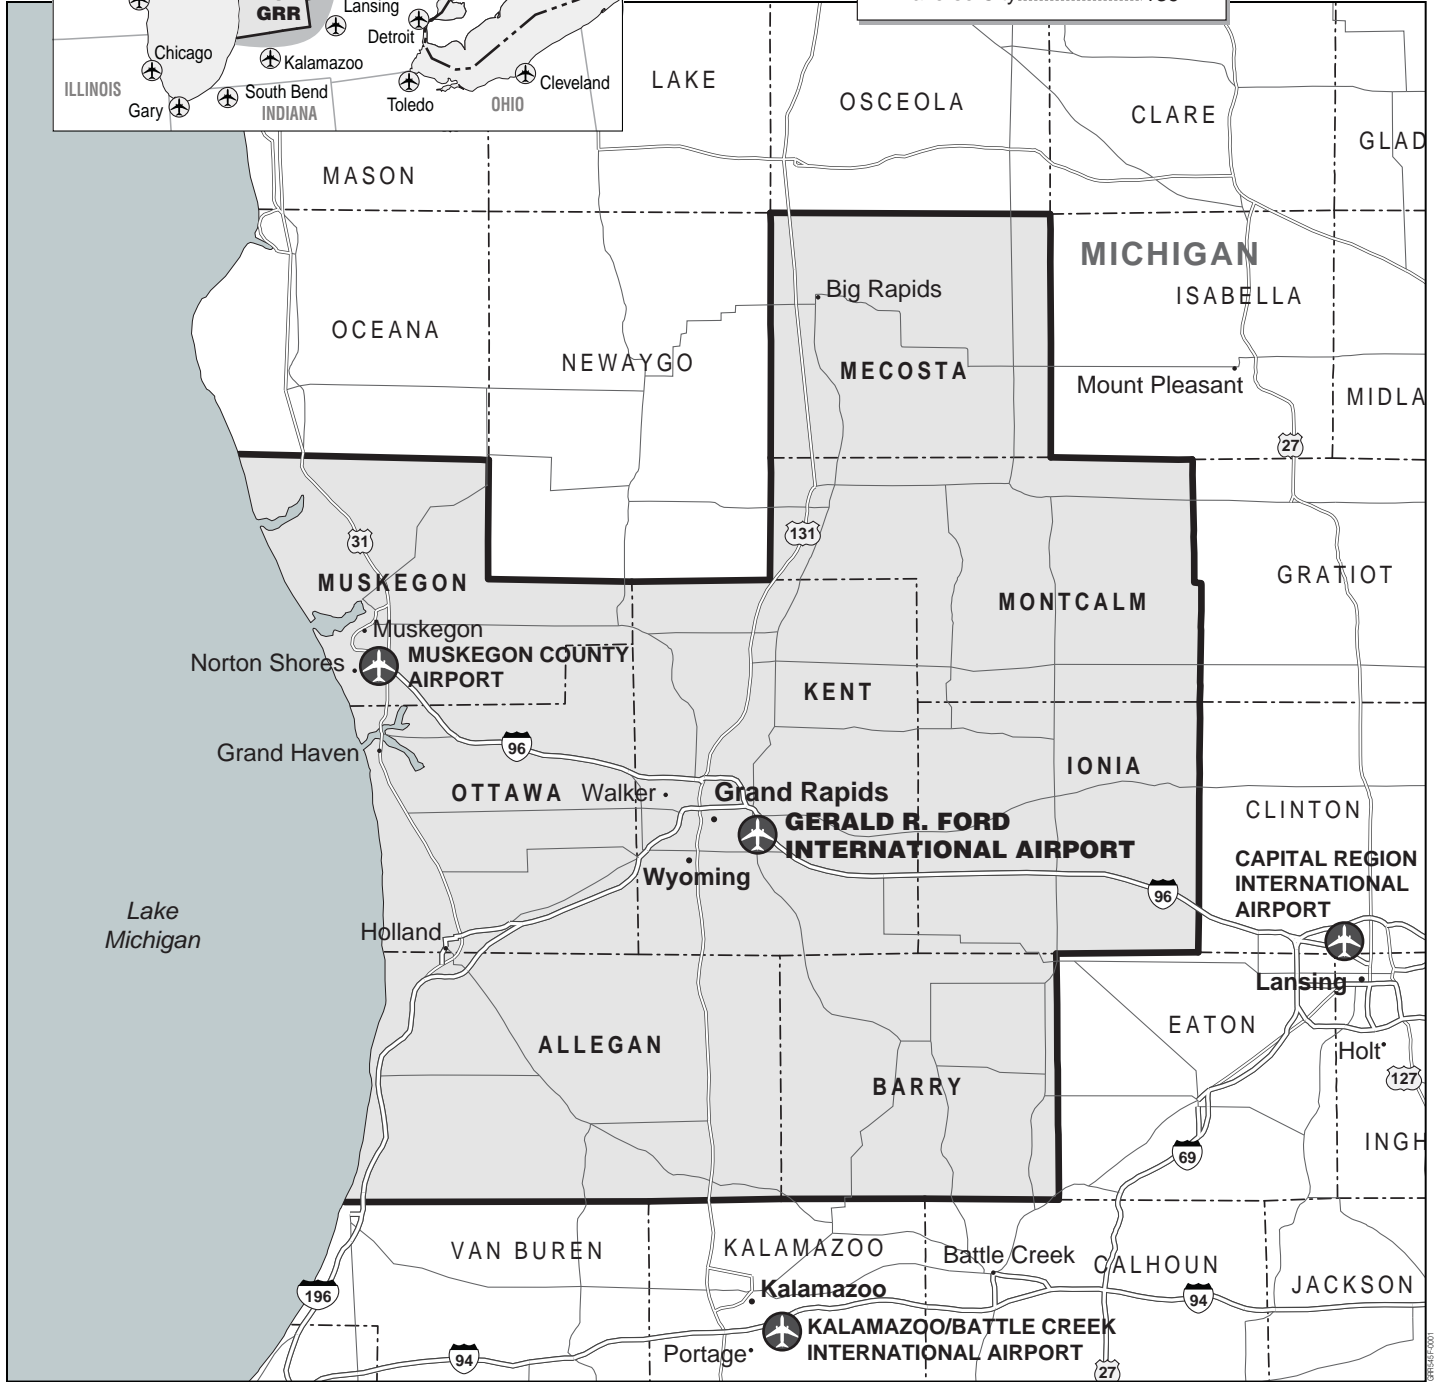 GRR
Lansing
Detroit
Chicago
Kalamazoo
ILLINOIS
South Bend
Gary
INDIANA
Toledo
OHIO
Cleveland
LAKE
OSCEOLA
CLARE
GLAD
MASON
MICHIGAN
ISABELLA
Big Rapids
OCEANA
NEWAYGO
MECOSTA
Mount Pleasant
MIDLA
27
131
31
MUSKEGON
GRATIOT
MONTCALM
Muskegon
Norton Shores
MUSKEGON COUNTY
AIRPORT
KENT
Grand Haven
96
IONIA
OTTAWA
Walker
Grand Rapids
GERALD R. FORD
INTERNATIONAL AIRPORT
CLINTON
CAPITAL REGION
INTERNATIONAL
AIRPORT
Wyoming
96
Lake
Michigan
Holland
Lansing
EATON
ALLEGAN
Holt
BARRY
127
INGH
69
VAN BUREN
KALAMAZOO
Battle Creek
CALHOUN
JACKSON
196
Kalamazoo
94
KALAMAZOO/BATTLE CREEK
INTERNATIONAL AIRPORT
Portage
94
27
GRR545 F-0001